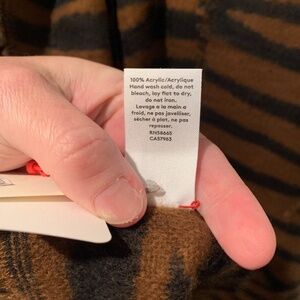 100% Acrylic/Acrylique
Hand wash cold, do not
bleach, lay flat to dry,
do not iron.
Lavage a la main a
froid, ne pas javelliser,
sécher à plat, ne pas
repasser.
RN58665
CA57983